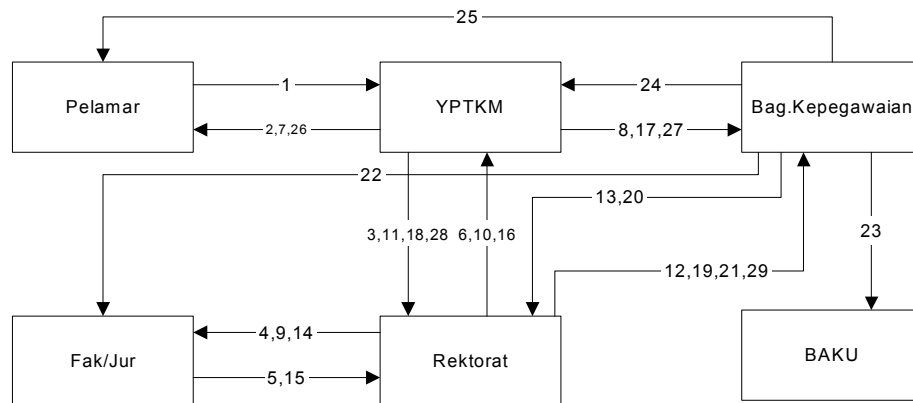 25
Pelamar
1
YPTKM
24
Bag.Kepegawaian
2,7,26
8,17,27
22
13,20
3,11,18,28
6,10,16
23
12,19,21,29
Fak/Jur
4,9,14
5,15
Rektorat
BAKU